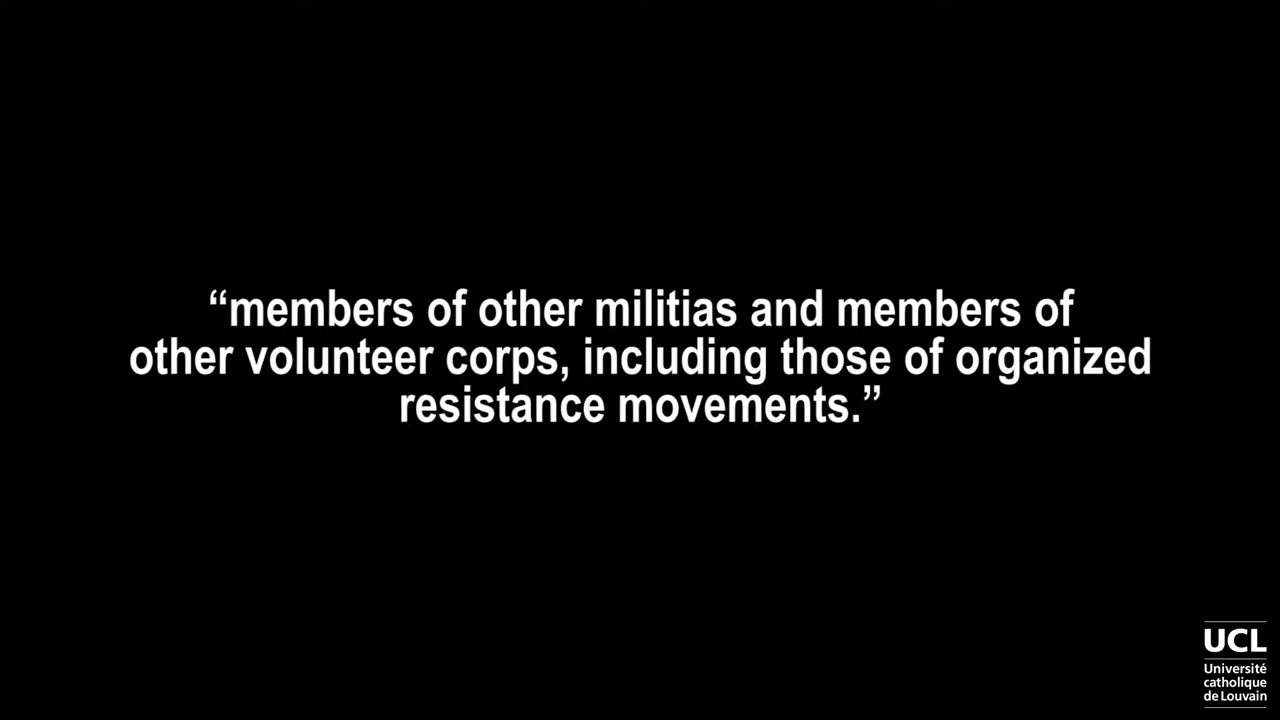 “members of other militias and members of
other volunteer corps, including those of organized
resistance movements.”
UCL
Université
catholique
de Louvain